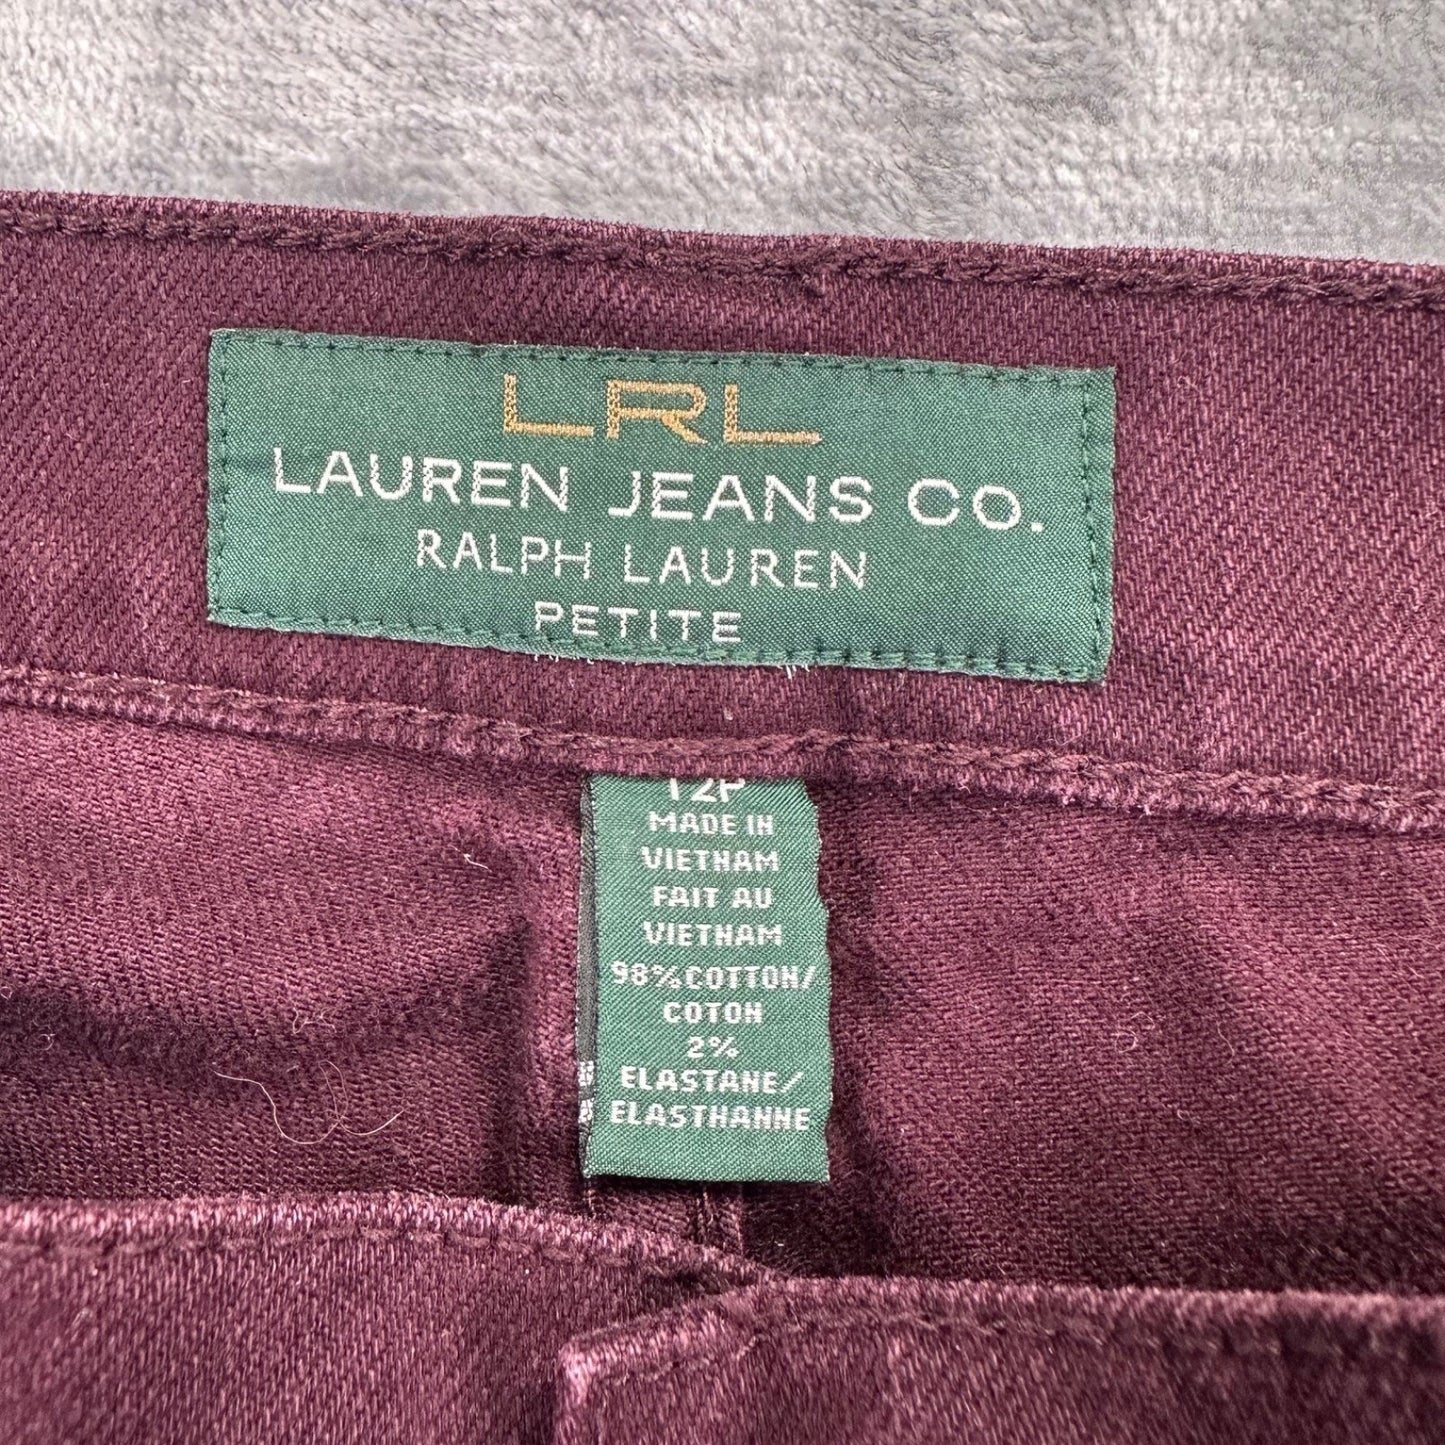 LRL
LAUREN JEANS CO.
RALPH LAUREN
PETITE
12P
MADE IN
VIETNAM
FAIT AU
VIETNAM
98% COTTON/
COTON
2%
ELASTANE/
ELASTHANNE